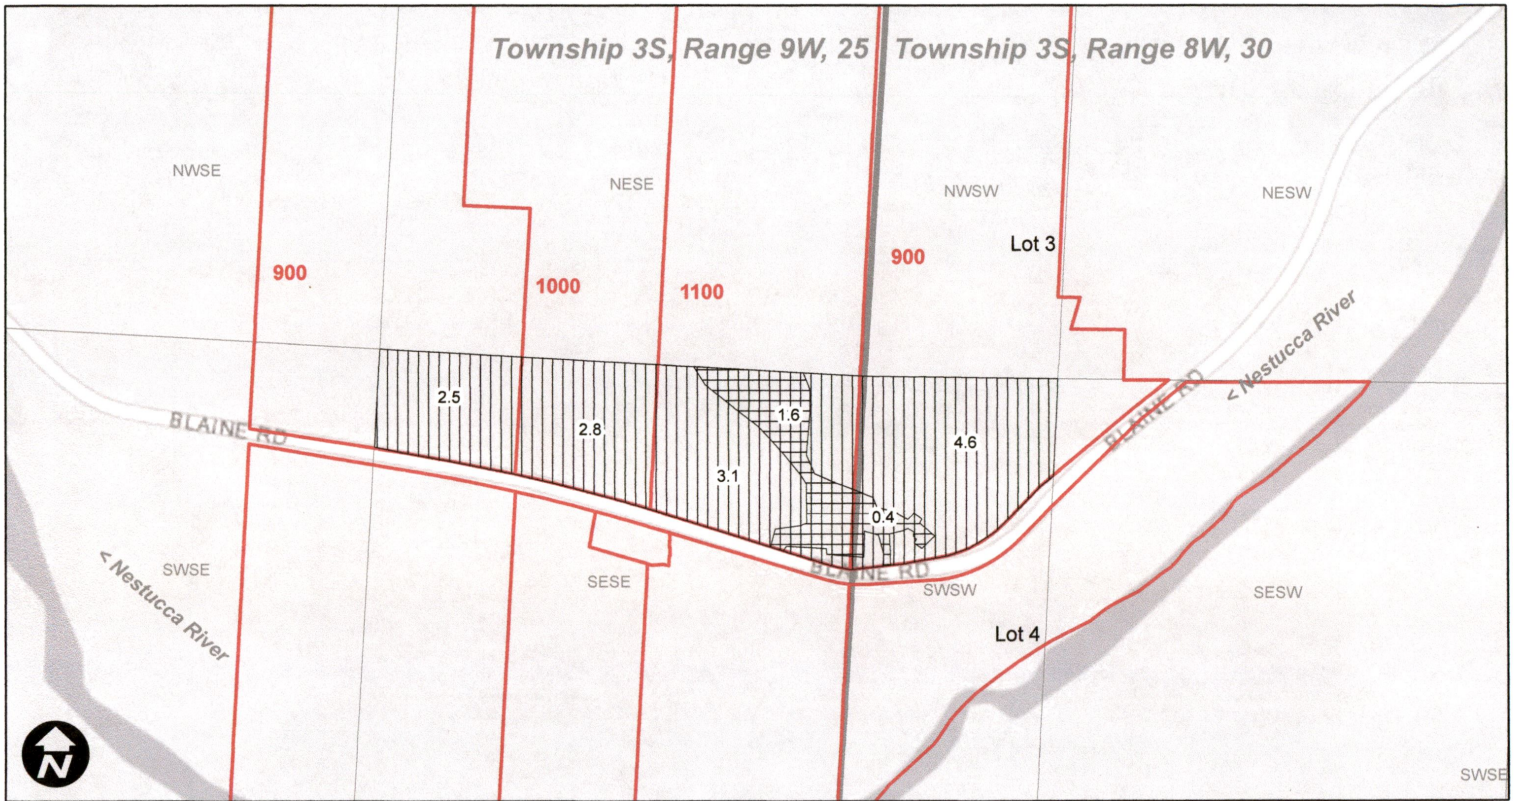 Township 3S, Range 9W, 25
Township 3S, Range 8W, 30
NWSE
NESE
NWSW
NESW
Lot 3
900
1000
1100
900
< Nestucca River
BLAINE RD
2.5
2.8
3.1
1.6
4.6
0.4
BLAINE RD
BLAINE RD
< Nestucca River
SWSE
SESE
SWSW
SESW
Lot 4
N
SWSE